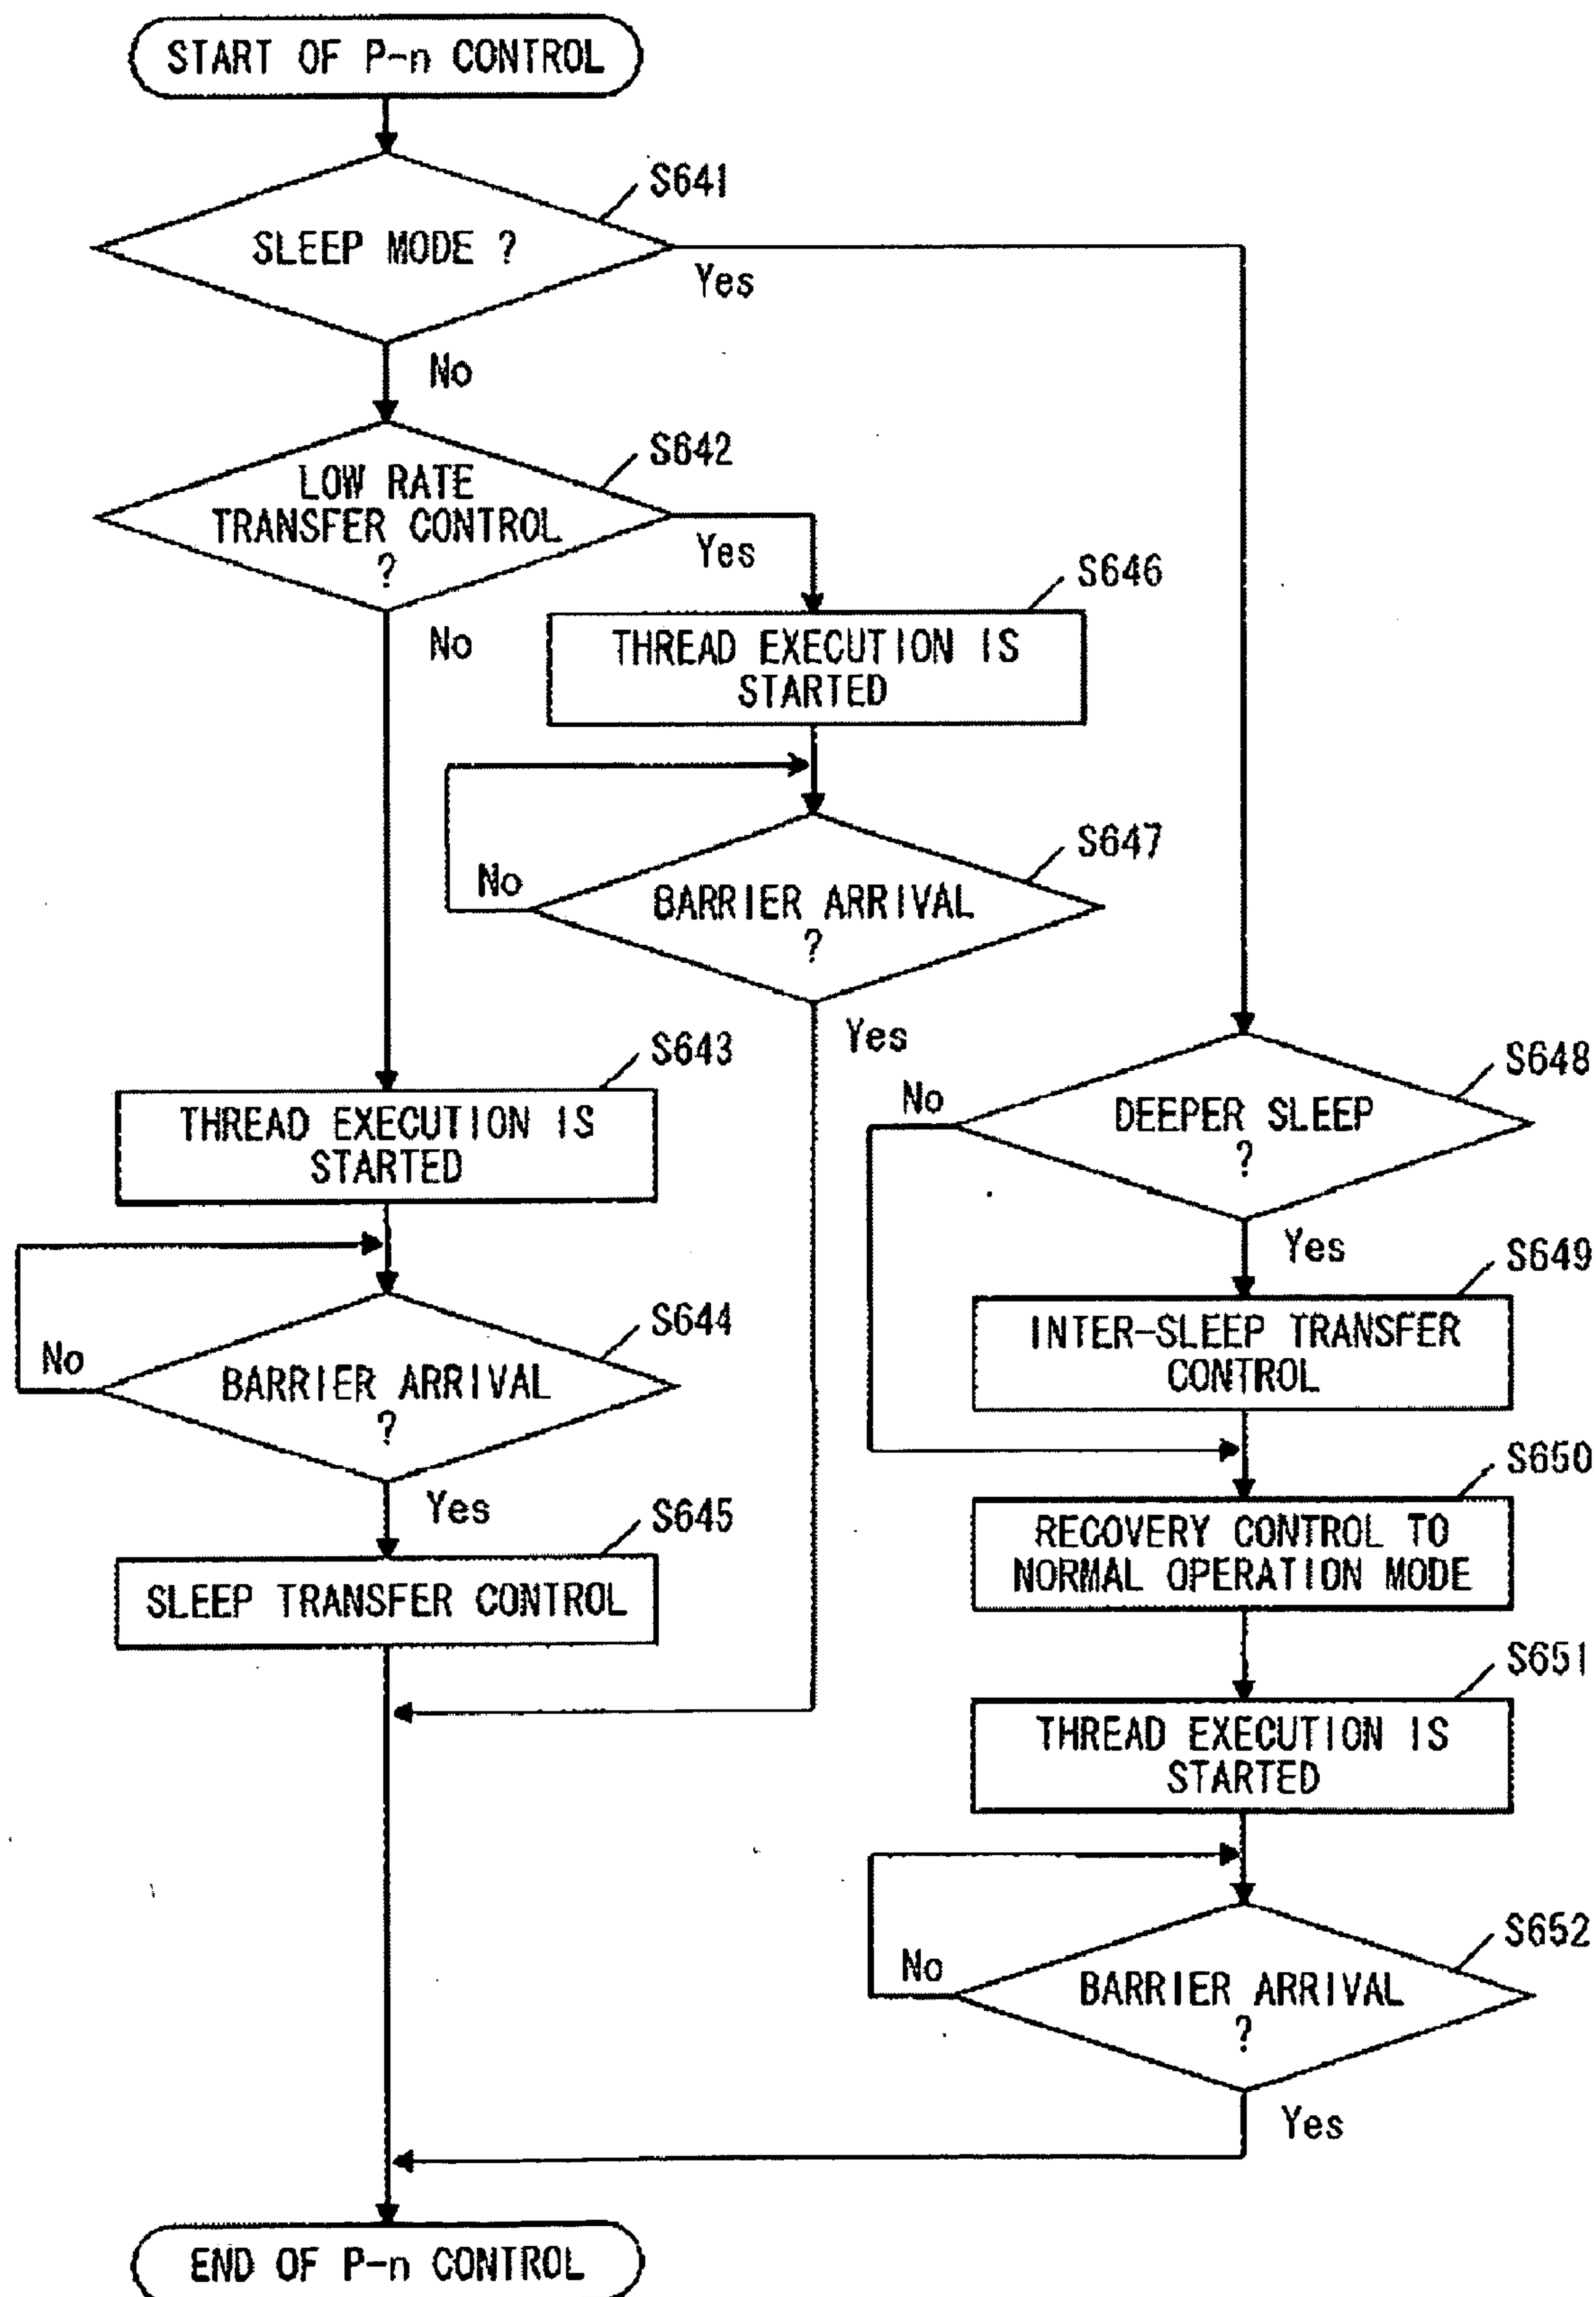 START OF P-n CONTROL
S641
SLEEP MODE ?
Yes
No
S642
LOW RATE
TRANSFER CONTROL
?
Yes
No
S646
THREAD EXECUTION IS
STARTED
S647
No
BARRIER ARRIVAL
?
Yes
S643
THREAD EXECUTION IS
STARTED
S644
No
BARRIER ARRIVAL
?
Yes
S645
SLEEP TRANSFER CONTROL
S648
No
DEEPER SLEEP
?
Yes
S649
INTER-SLEEP TRANSFER
CONTROL
S650
RECOVERY CONTROL TO
NORMAL OPERATION MODE
S651
THREAD EXECUTION IS
STARTED
S652
No
BARRIER ARRIVAL
?
Yes
END OF P-n CONTROL